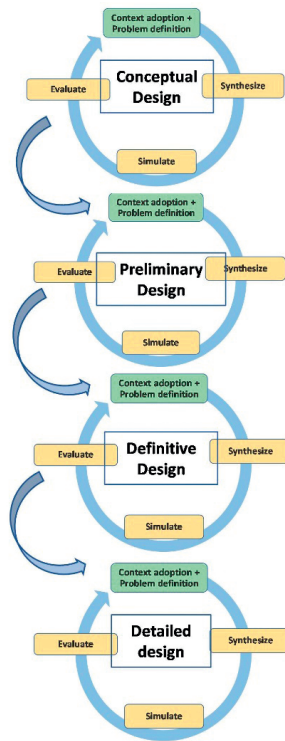 Context adoption +
Problem definition
Evaluate
Conceptual
Design
Synthesize
Simulate
Context adoption +
Problem definition
Evaluate
Preliminary
Design
Synthesize
Simulate
Context adoption +
Problem definition
Evaluate
Definitive
Design
Synthesize
Simulate
Context adoption +
Problem definition
Evaluate
Detailed
design
Synthesize
Simulate